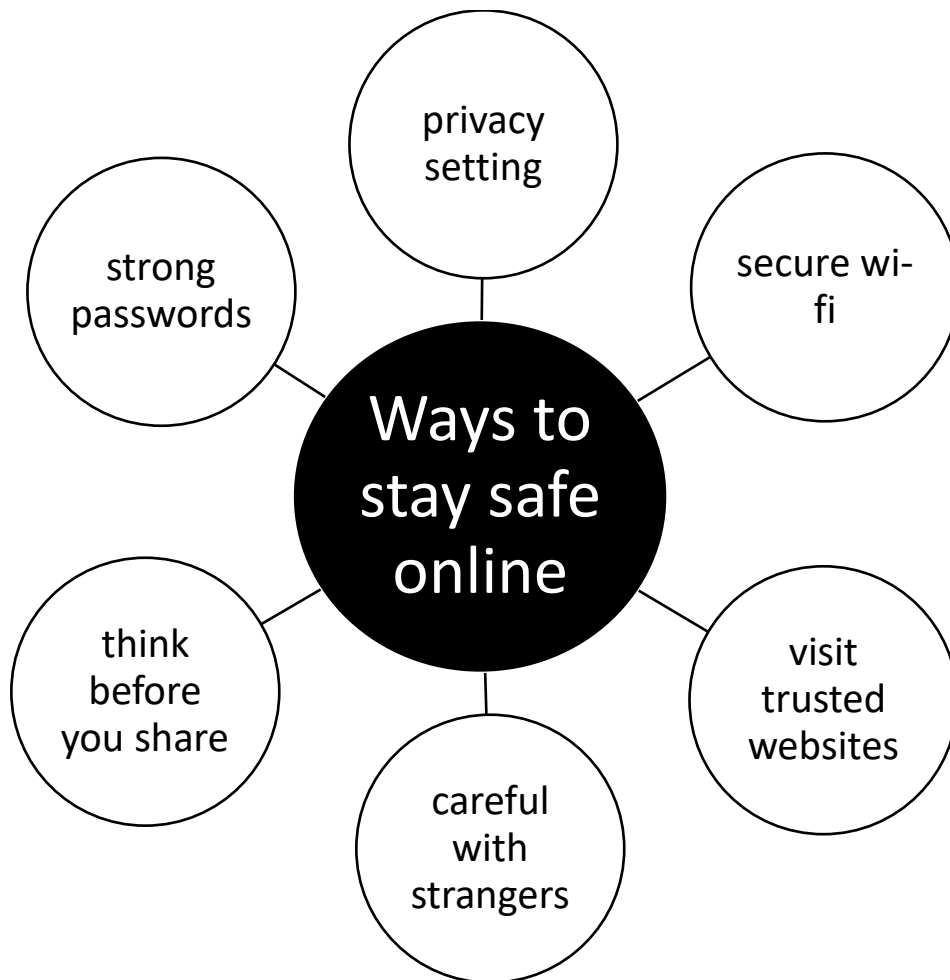 privacy
setting
strong
passwords
secure wi-
fi
Ways to
stay safe
online
think
before
you share
visit
trusted
websites
careful
with
strangers